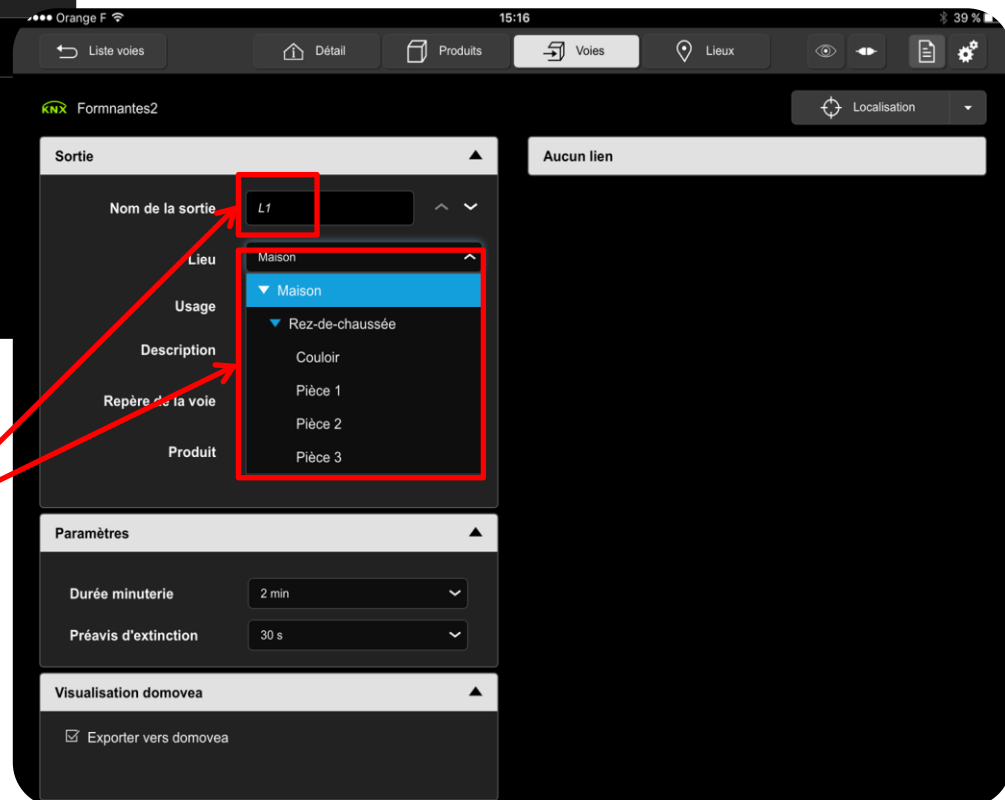 Orange F 15:16 39 %
Liste voies Détail Produits Voies Lieux
KNX Formnantes2 Localisation
Sortie Aucun lien
Nom de la sortie L1
Lieu Maison
Usage Maison
Rez-de-chaussée
Description Couloir
Pièce 1
Repère de la voie
Pièce 2
Produit Pièce 3
Paramètres
Durée minuterie 2 min
Préavis d'extinction 30 s
Visualisation domovea
Exporter vers domovea